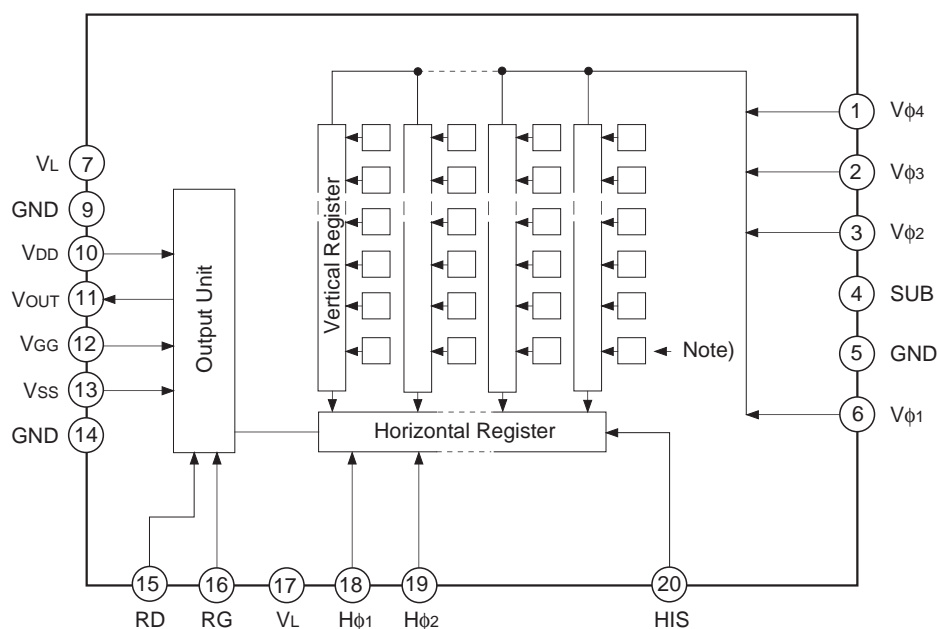 1 Vϕ4
2 Vϕ3
3 Vϕ2
4 SUB
5 GND
6 Vϕ1
VL 7
GND 9
VDD 10
VOUT 11
VGG 12
VSS 13
GND 14
Output Unit
Vertical Register
Note)
Horizontal Register
15 16 17 18 19 20
RD RG VL Hϕ1 Hϕ2 HIS